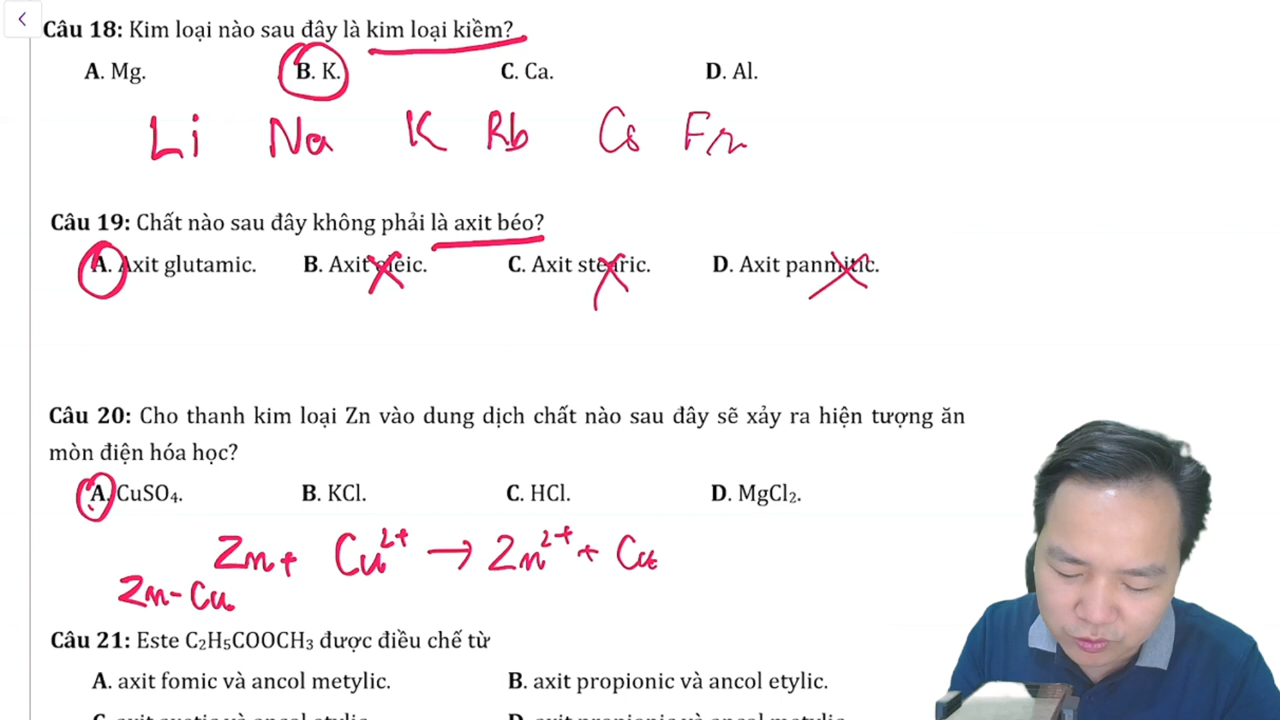 Câu 18: Kim loại nào sau đây là kim loại kiềm?
A. Mg. B. K. C. Ca. D. Al.
Li Na K Rb Cs Fr
Câu 19: Chất nào sau đây không phải là axit béo?
A. Axit glutamic. B. Axit oleic. C. Axit stearic. D. Axit panmitic.
Câu 20: Cho thanh kim loại Zn vào dung dịch chất nào sau đây sẽ xảy ra hiện tượng ăn
mòn điện hóa học?
A. CuSO₄. B. KCl. C. HCl. D. MgCl₂.
Zn + Cu²⁺ → Zn²⁺ + Cu
Zn - Cu
Câu 21: Este C₂H₅COOCH₃ được điều chế từ
A. axit fomic và ancol metylic. B. axit propionic và ancol etylic.